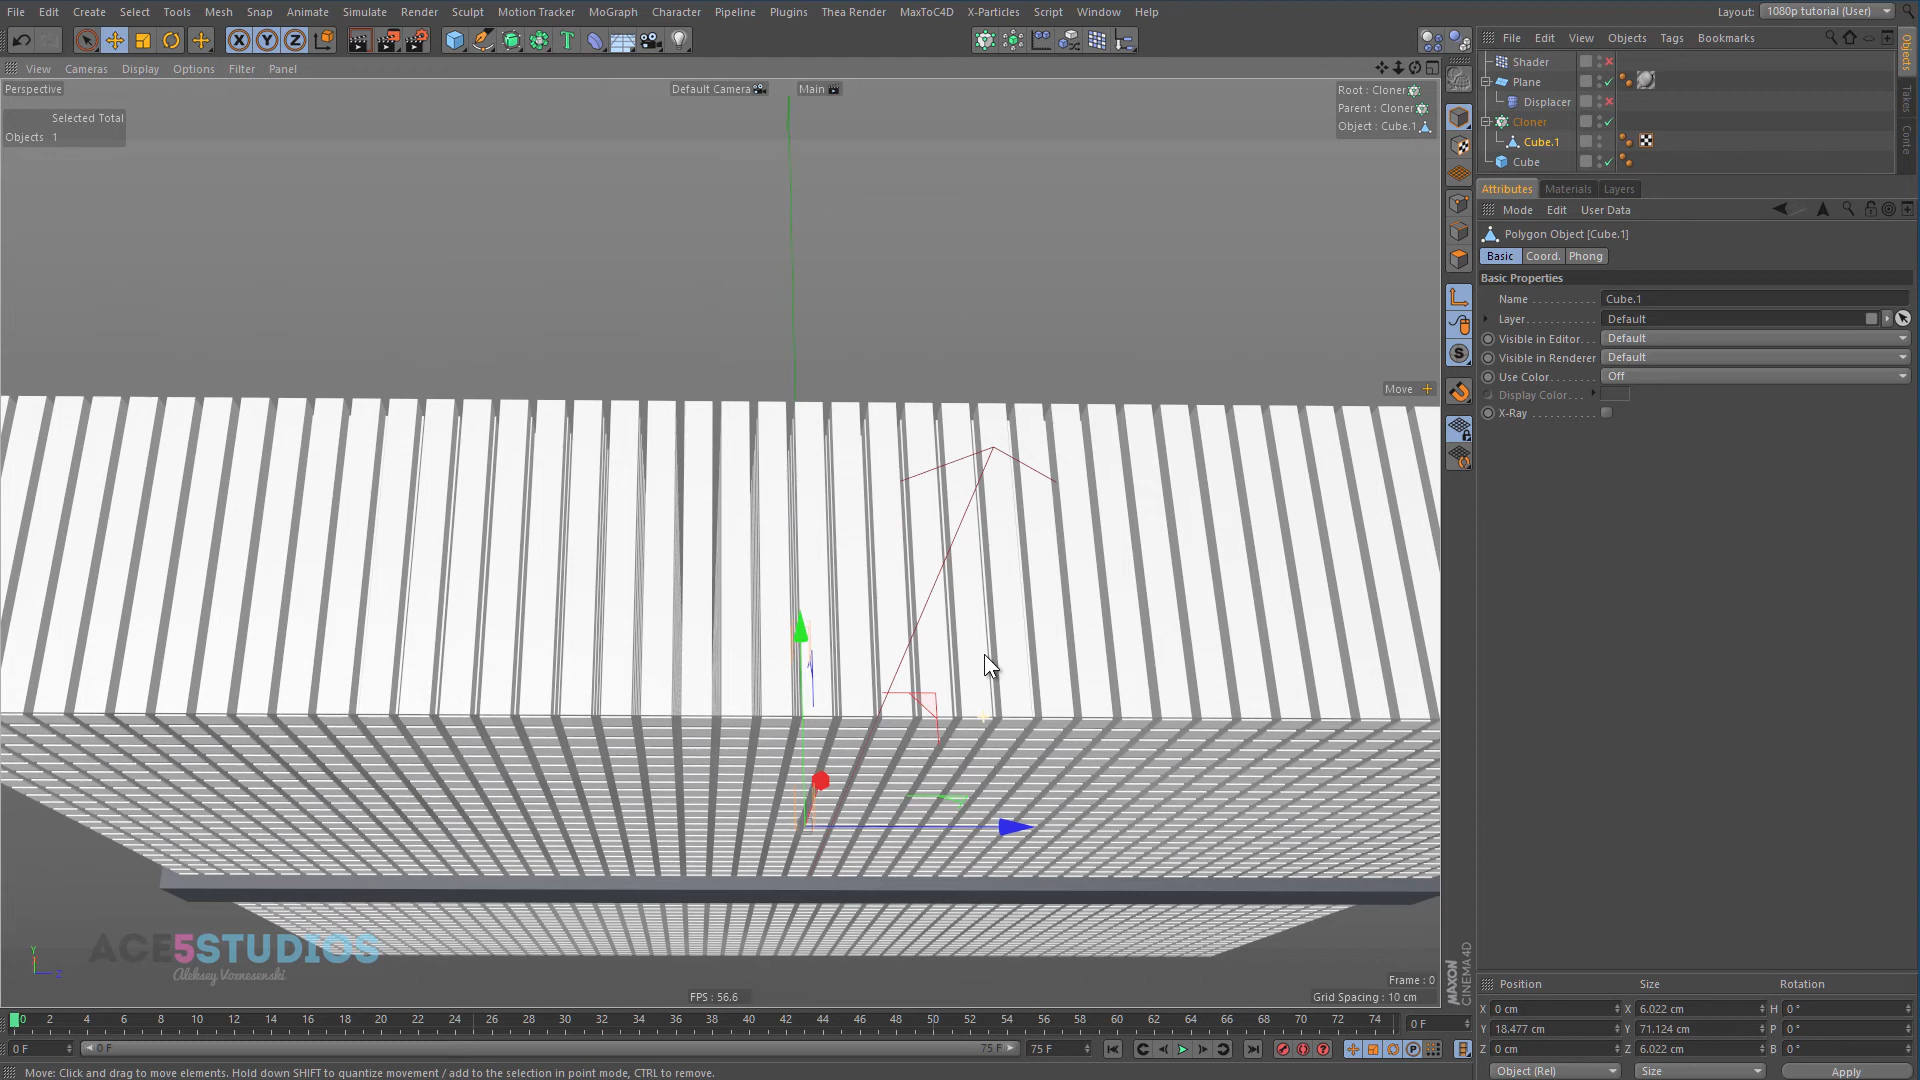 File Edit Create Select Tools Mesh Snap Animate Simulate Render Sculpt Motion Tracker MoGraph Character Pipeline Plugins Thea Render MaxToC4D X-Particles Script Window Help Layout: 1080p tutorial (User)
File Edit View Objects Tags Bookmarks
View Cameras Display Options Filter Panel
Perspective Default Camera Main
Root : Cloner
Parent : Cloner
Object : Cube.1
Selected Total
Objects 1
Shader
Plane
Displacer
Cloner
Cube.1
Cube
Objects
Takes
Conte
Attributes Materials Layers
Mode Edit User Data
Polygon Object [Cube.1]
Basic Coord. Phong
Basic Properties
Name Cube.1
Layer Default
Visible in Editor Default
Visible in Renderer Default
Use Color Off
Display Color
X-Ray
Move
ACE5STUDIOS
Aleksey Voznesenski
Y
Z
Frame : 0
FPS : 56.6
Grid Spacing : 10 cm
MAXON
CINEMA 4D
0 2 4 6 8 10 12 14 16 18 20 22 24 26 28 30 32 34 36 38 40 42 44 46 48 50 52 54 56 58 60 62 64 66 68 70 72 74 0 F
0 F 0 F 75 F 75 F
Position Size Rotation
X 0 cm X 6.022 cm H 0 °
Y 18.477 cm Y 71.124 cm P 0 °
Z 0 cm Z 6.022 cm B 0 °
Object (Rel) Size Apply
Move: Click and drag to move elements. Hold down SHIFT to quantize movement / add to the selection in point mode, CTRL to remove.